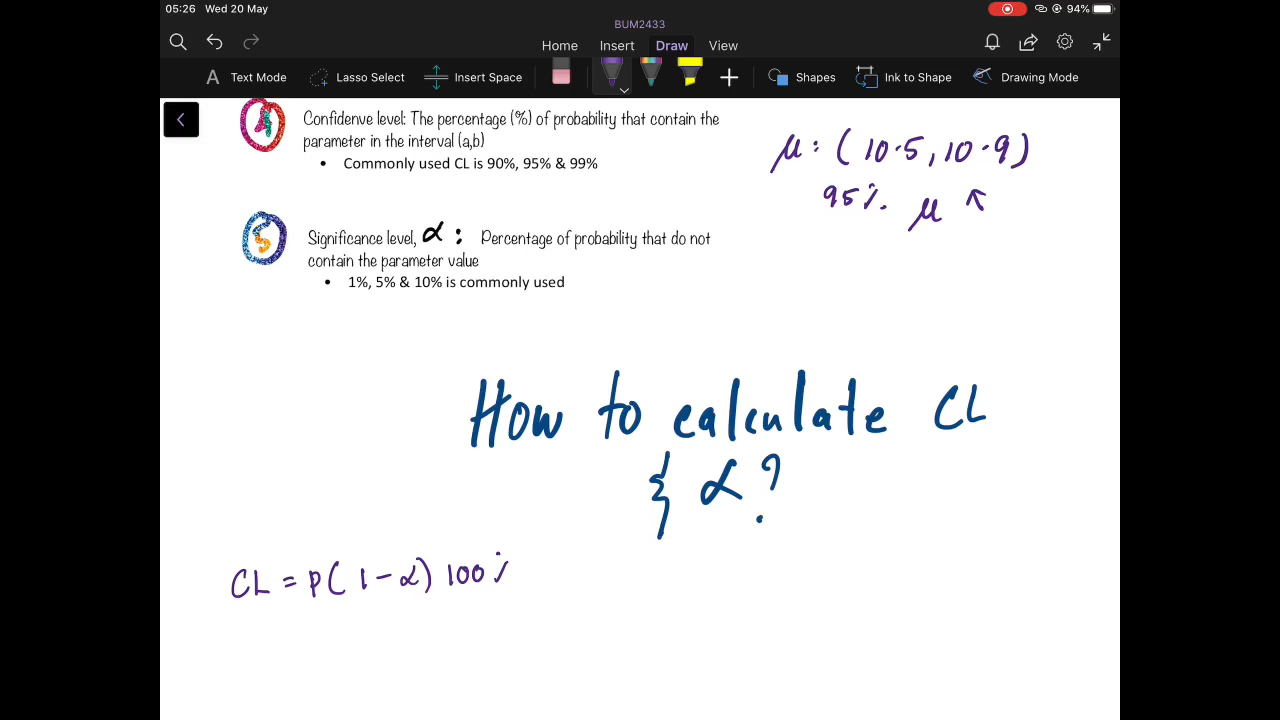 05:26 Wed 20 May
94%
BUM2433
Home Insert Draw View
Text Mode Lasso Select Insert Space Shapes Ink to Shape Drawing Mode
4
Confidenve level: The percentage (%) of probability that contain the
parameter in the interval (a,b)
• Commonly used CL is 90%, 95% & 99%
μ: (10.5, 10.9)
95% μ ↖
5
Significance level, α : Percentage of probability that do not
contain the parameter value
• 1%, 5% & 10% is commonly used
How to calculate CL
& α ?
CL = P(1-α) 100%